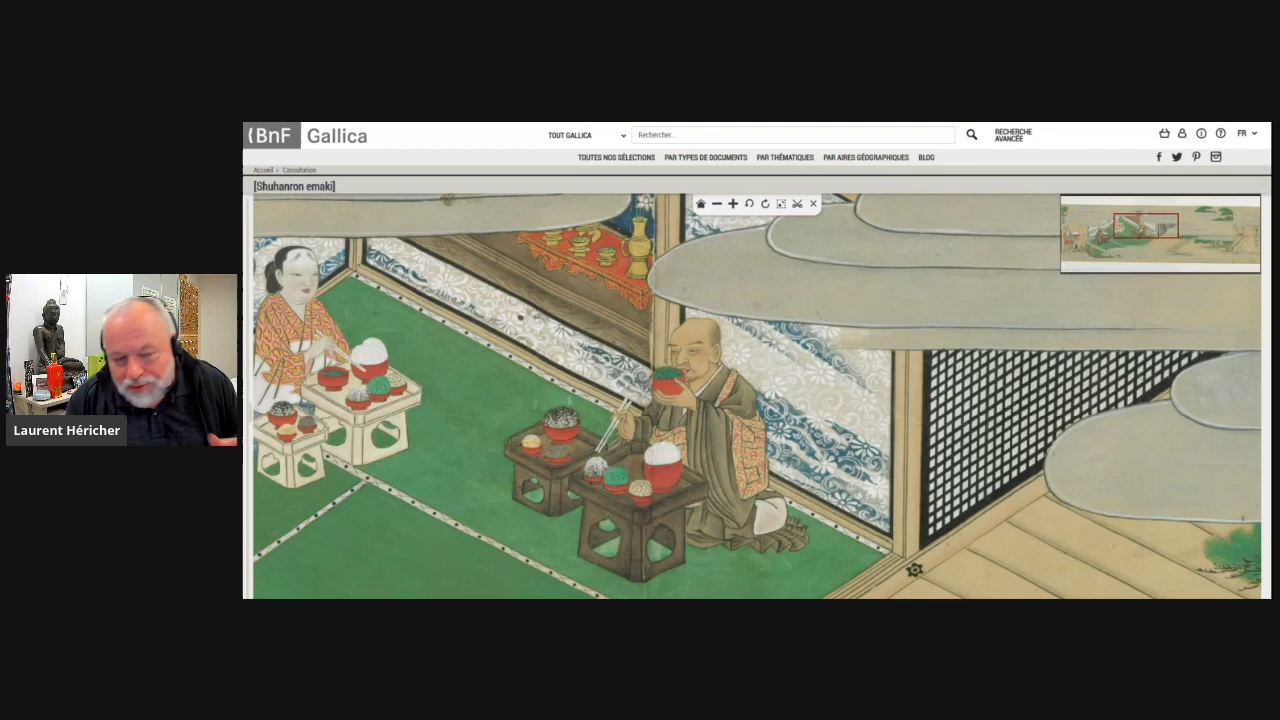 (BnF Gallica
TOUT GALLICA
Rechercher...
RECHERCHE
AVANCÉE
FR
TOUTES NOS SÉLECTIONS PAR TYPES DE DOCUMENTS PAR THÉMATIQUES PAR AIRES GÉOGRAPHIQUES BLOG
Accueil › Consultation
[Shuhanron emaki]
Laurent Héricher